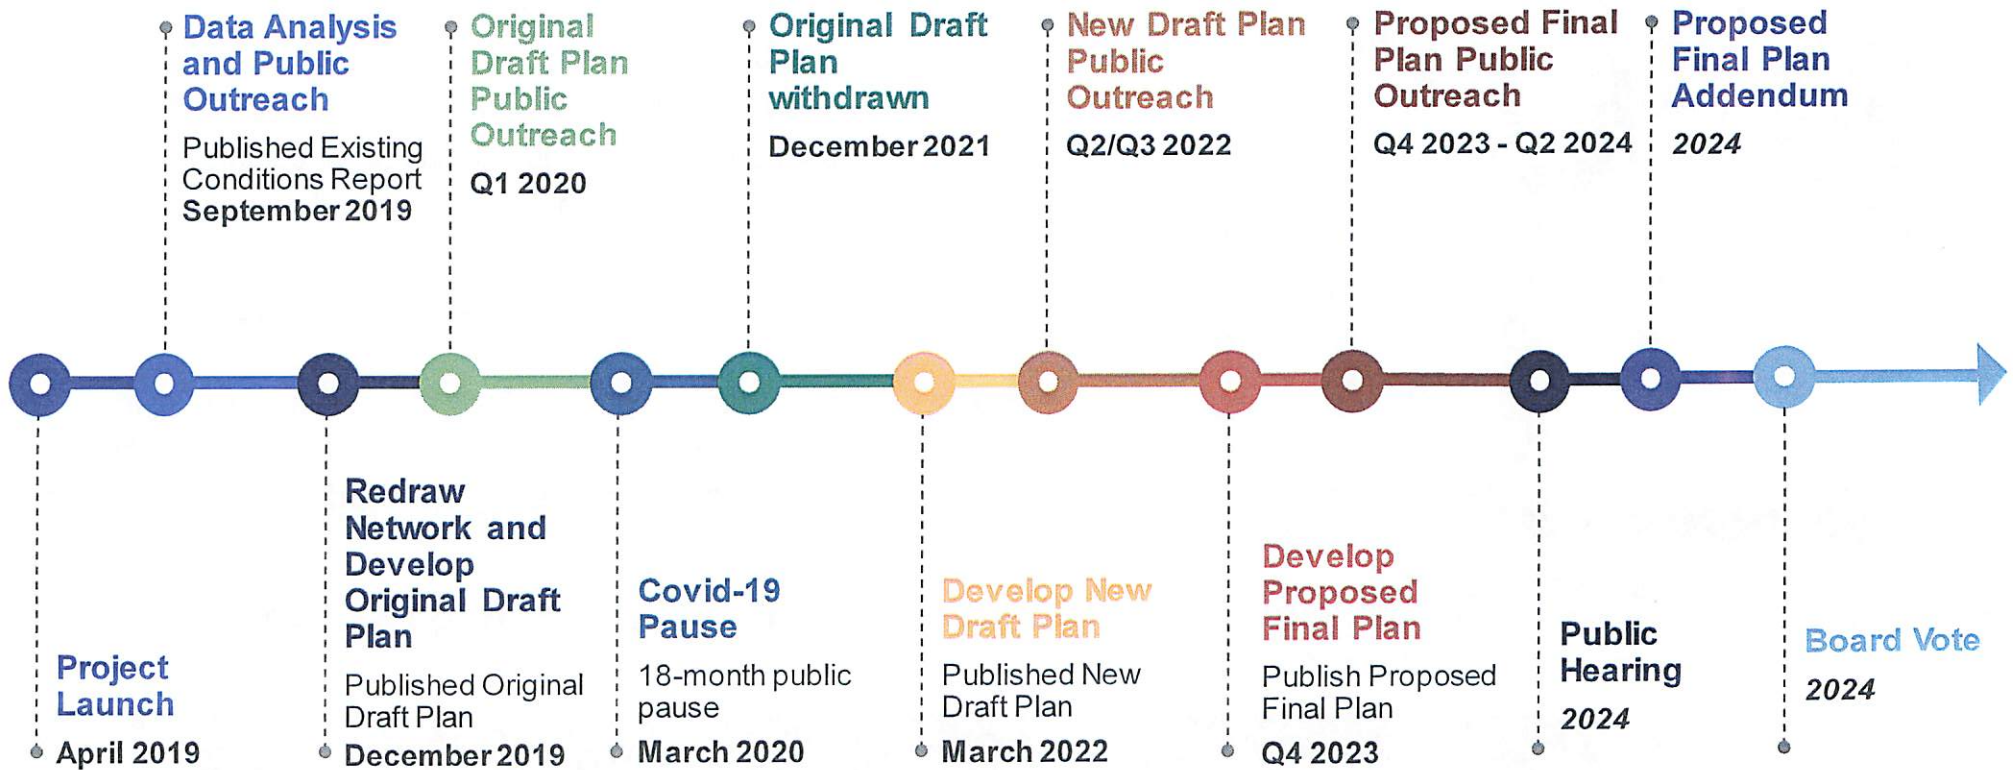 Data Analysis
and Public
Outreach
Published Existing
Conditions Report
September 2019
Original
Draft Plan
Public
Outreach
Q1 2020
Original Draft
Plan
withdrawn
December 2021
New Draft Plan
Public
Outreach
Q2/Q3 2022
Proposed Final
Plan Public
Outreach
Q4 2023 - Q2 2024
Proposed
Final Plan
Addendum
2024
Project
Launch
April 2019
Redraw
Network and
Develop
Original Draft
Plan
Published Original
Draft Plan
December 2019
Covid-19
Pause
18-month public
pause
March 2020
Develop New
Draft Plan
Published New
Draft Plan
March 2022
Develop
Proposed
Final Plan
Publish Proposed
Final Plan
Q4 2023
Public
Hearing
2024
Board Vote
2024